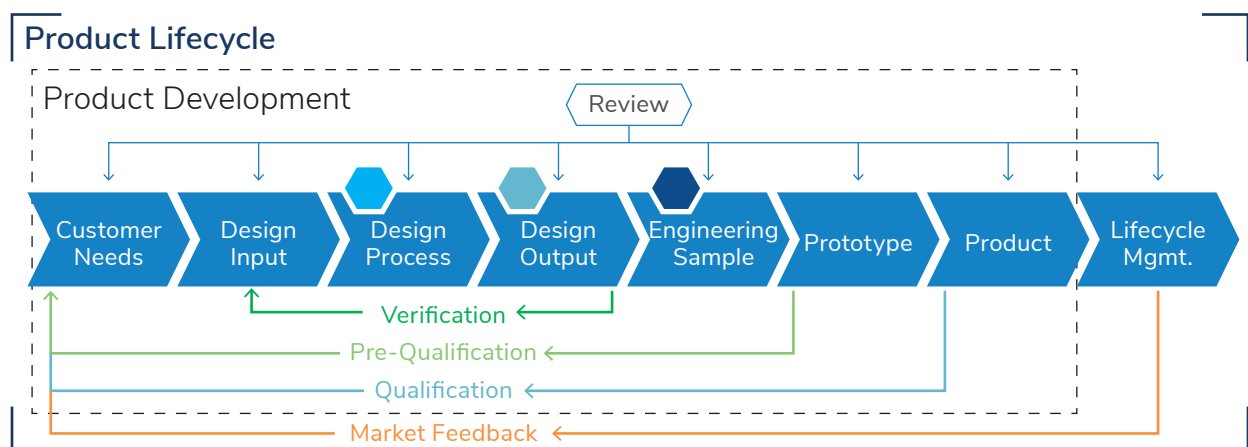 Product Lifecycle
Product Development
Review
Customer
Needs
Design
Input
Design
Process
Design
Output
Engineering
Sample
Prototype
Product
Lifecycle
Mgmt.
Verification
Pre-Qualification
Qualification
Market Feedback